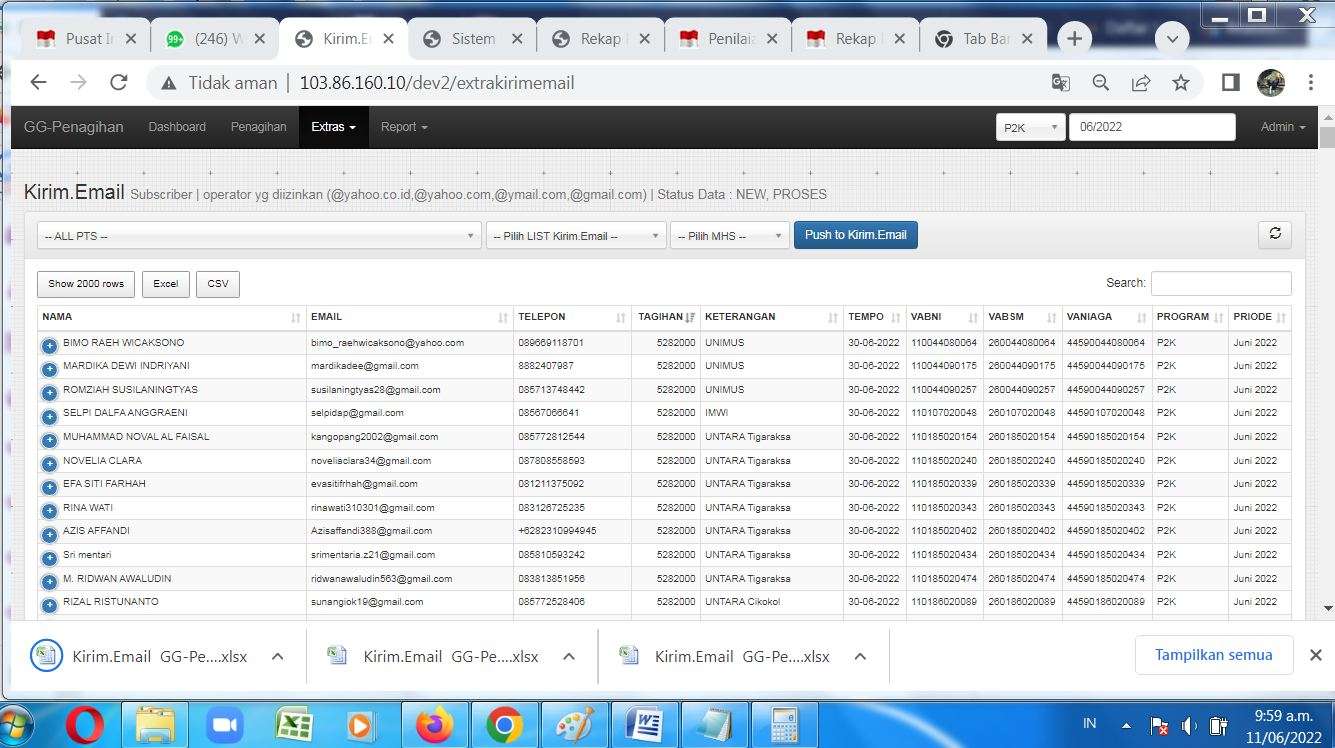 Pusat In
99+ (246) W
Kirim.E
Sistem
Rekap
Penilai
Rekap
Tab Bar
Tidak aman | 103.86.160.10/dev2/extrakirimemail
GG-Penagihan Dashboard Penagihan Extras Report P2K 06/2022 Admin
Kirim.Email Subscriber | operator yg diizinkan (@yahoo.co.id,@yahoo.com,@ymail.com,@gmail.com) | Status Data : NEW, PROSES
-- ALL PTS -- -- Pilih LIST Kirim.Email -- -- Pilih MHS -- Push to Kirim.Email
Show 2000 rows Excel CSV Search:
NAMA EMAIL TELEPON TAGIHAN KETERANGAN TEMPO VABNI VABSM VANIAGA PROGRAM PRIODE
BIMO RAEH WICAKSONO bimo_raehwicaksono@yahoo.com 089669118701 5282000 UNIMUS 30-06-2022 110044080064 260044080064 44590044080064 P2K Juni 2022
MARDIKA DEWI INDRIYANI mardikadee@gmail.com 8882407987 5282000 UNIMUS 30-06-2022 110044090175 260044090175 44590044090175 P2K Juni 2022
ROMZIAH SUSILANINGTYAS susilaningtyas28@gmail.com 085713748442 5282000 UNIMUS 30-06-2022 110044090257 260044090257 44590044090257 P2K Juni 2022
SELPI DALFA ANGGRAENI selpidap@gmail.com 08567066641 5282000 IMWI 30-06-2022 110107020048 260107020048 44590107020048 P2K Juni 2022
MUHAMMAD NOVAL AL FAISAL kangopang2002@gmail.com 085772812544 5282000 UNTARA Tigaraksa 30-06-2022 110185020154 260185020154 44590185020154 P2K Juni 2022
NOVELIA CLARA noveliaclara34@gmail.com 087808558593 5282000 UNTARA Tigaraksa 30-06-2022 110185020240 260185020240 44590185020240 P2K Juni 2022
EFA SITI FARHAH evasitifrhah@gmail.com 081211375092 5282000 UNTARA Tigaraksa 30-06-2022 110185020339 260185020339 44590185020339 P2K Juni 2022
RINA WATI rinawati310301@gmail.com 083126725235 5282000 UNTARA Tigaraksa 30-06-2022 110185020343 260185020343 44590185020343 P2K Juni 2022
AZIS AFFANDI Azisaffendi388@gmail.com +6282310994945 5282000 UNTARA Tigaraksa 30-06-2022 110185020402 260185020402 44590185020402 P2K Juni 2022
Sri mentari srimentaria.z21@gmail.com 085810593242 5282000 UNTARA Tigaraksa 30-06-2022 110185020434 260185020434 44590185020434 P2K Juni 2022
M. RIDWAN AWALUDIN ridwanawaludin563@gmail.com 083813851956 5282000 UNTARA Tigaraksa 30-06-2022 110185020474 260185020474 44590185020474 P2K Juni 2022
RIZAL RISTUNANTO sunangiok19@gmail.com 085772528406 5282000 UNTARA Cikokol 30-06-2022 110186020089 260186020089 44590186020089 P2K Juni 2022
Kirim.Email GG-Pe....xlsx Kirim.Email GG-Pe....xlsx Kirim.Email GG-Pe....xlsx Tampilkan semua
IN 9:59 a.m.
11/06/2022